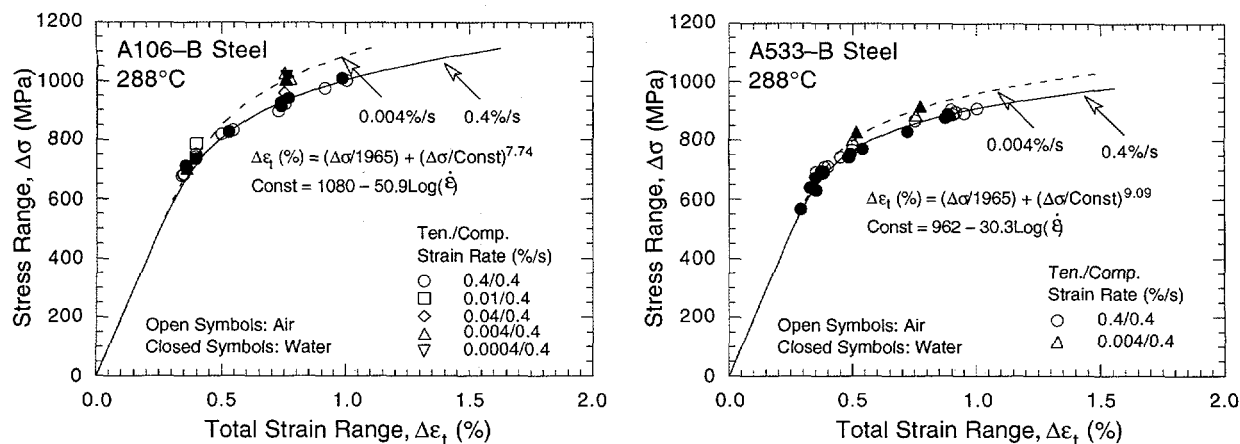 A106–B Steel
288°C
0.004%/s
0.4%/s
Δεt (%) = (Δσ/1965) + (Δσ/Const)^7.74
Const = 1080 – 50.9Log(ε̇)
Ten./Comp.
Strain Rate (%/s)
0.4/0.4
0.01/0.4
0.04/0.4
0.004/0.4
0.0004/0.4
Open Symbols: Air
Closed Symbols: Water
Stress Range, Δσ (MPa)
1200
1000
800
600
400
200
0
0.0 0.5 1.0 1.5 2.0
Total Strain Range, Δεt (%)
A533–B Steel
288°C
0.004%/s
0.4%/s
Δεt (%) = (Δσ/1965) + (Δσ/Const)^9.09
Const = 962 – 30.3Log(ε̇)
Ten./Comp.
Strain Rate (%/s)
0.4/0.4
0.004/0.4
Open Symbols: Air
Closed Symbols: Water
Stress Range, Δσ (MPa)
1200
1000
800
600
400
200
0
0.0 0.5 1.0 1.5 2.0
Total Strain Range, Δεt (%)